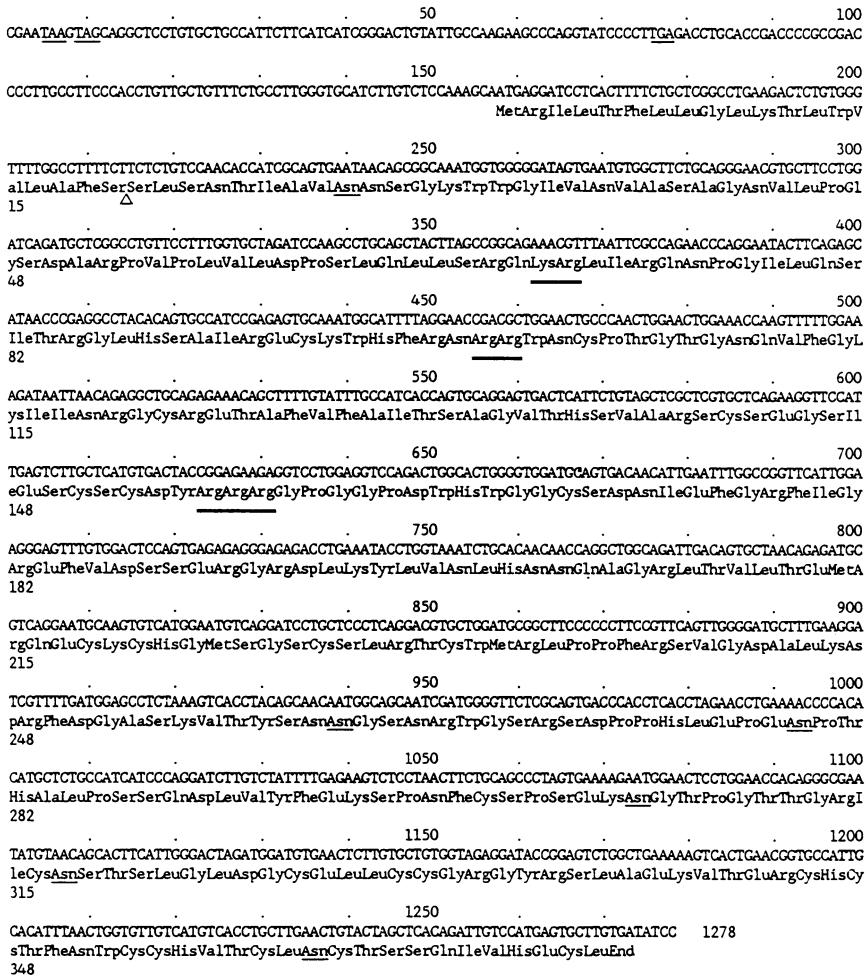 . 50 . 100
CGAATAAGTAGCAGGCTCCTGTGCTGCCATTCTTCATCATCGGGACTGTATTGCCAAGAAGCCCAGGTATCCCCTTGAGACCTGCACCGACCCCGCCGAC
. 150 . 200
CCCTTGCCTTCCCACCTGTTGCTGTTTCTGCCTTGGGTGCATCTTGTCTCCAAAGCAATGAGGATCCTCACTTTTCTGCTCGGCCTGAAGACTCTGTGGG
MetArgIleLeuThrPheLeuLeuGlyLeuLysThrLeuTrpV
. 250 . 300
TTTTGGCCTTTTCTTCTCTGTCCAACACCATCGCAGTGAATAACAGCGGCAAATGGTGGGGGATAGTGAATGTGGCTTCTGCAGGGAACGTGCTTCCTGG
alLeuAlaPheSerSerLeuSerAsnThrIleAlaValAsnAsnSerGlyLysTrpTrpGlyIleValAsnValAlaSerAlaGlyAsnValLeuProGl
15 △
. 350 . 400
ATCAGATGCTCGGCCTGTTCCTTTGGTGCTAGATCCAAGCCTGCAGCTACTTAGCCGGCAGAAACGTTTAATTCGCCAGAACCCAGGAATACTTCAGAGC
ySerAspAlaArgProValProLeuValLeuAspProSerLeuGlnLeuLeuSerArgGlnLysArgLeuIleArgGlnAsnProGlyIleLeuGlnSer
48
. 450 . 500
ATAACCCGAGGCCTACACAGTGCCATCCGAGAGTGCAAATGGCATTTTAGGAACCGACGCTGGAACTGCCCAACTGGAACTGGAAACCAAGTTTTTGGAA
IleThrArgGlyLeuHisSerAlaIleArgGluCysLysTrpHisPheArgAsnArgArgTrpAsnCysProThrGlyThrGlyAsnGlnValPheGlyL
82
. 550 . 600
AGATAATTAACAGAGGCTGCAGAGAAACAGCTTTTGTATTTGCCATCACCAGTGCAGGAGTGACTCATTCTGTAGCTCGCTCGTGCTCAGAAGGTTCCAT
ysIleIleAsnArgGlyCysArgGluThrAlaPheValPheAlaIleThrSerAlaGlyValThrHisSerValAlaArgSerCysSerGluGlySerIl
115
. 650 . 700
TGAGTCTTGCTCATGTGACTACCGGAGAAGAGGTCCTGGAGGTCCAGACTGGCACTGGGGTGGATGCAGTGACAACATTGAATTTGGCCGGTTCATTGGA
eGluSerCysSerCysAspTyrArgArgArgGlyProGlyGlyProAspTrpHisTrpGlyGlyCysSerAspAsnIleGluPheGlyArgPheIleGly
148
. 750 . 800
AGGGAGTTTGTGGACTCCAGTGAGAGAGGGAGAGACCTGAAATACCTGGTAAATCTGCACAACAACCAGGCTGGCAGATTGACAGTGCTAACAGAGATGC
ArgGluPheValAspSerSerGluArgGlyArgAspLeuLysTyrLeuValAsnLeuHisAsnAsnGlnAlaGlyArgLeuThrValLeuThrGluMetA
182
. 850 . 900
GTCAGGAATGCAAGTGTCATGGAATGTCAGGATCCTGCTCCCTCAGGACGTGCTGGATGCGGCTTCCCCCCTTCCGTTCAGTTGGGGATGCTTTGAAGGA
rgGlnGluCysLysCysHisGlyMetSerGlySerCysSerLeuArgThrCysTrpMetArgLeuProProPheArgSerValGlyAspAlaLeuLysAs
215
. 950 . 1000
TCGTTTTGATGGAGCCTCTAAAGTCACCTACAGCAACAATGGCAGCAATCGATGGGGTTCTCGCAGTGACCCACCTCACCTAGAACCTGAAAACCCCACA
pArgPheAspGlyAlaSerLysValThrTyrSerAsnAsnGlySerAsnArgTrpGlySerArgSerAspProProHisLeuGluProGluAsnProThr
248
. 1050 . 1100
CATGCTCTGCCATCATCCCAGGATCTTGTCTATTTTGAGAAGTCTCCTAACTTCTGCAGCCCTAGTGAAAAGAATGGAACTCCTGGAACCACAGGGCGAA
HisAlaLeuProSerSerGlnAspLeuValTyrPheGluLysSerProAsnPheCysSerProSerGluLysAsnGlyThrProGlyThrThrGlyArgI
282
. 1150 . 1200
TATGTAACAGCACTTCATTGGGACTAGATGGATGTGAACTCTTGTGCTGTGGTAGAGGATACCGGAGTCTGGCTGAAAAAGTCACTGAACGGTGCCATTG
leCysAsnSerThrSerLeuGlyLeuAspGlyCysGluLeuLeuCysCysGlyArgGlyTyrArgSerLeuAlaGluLysValThrGluArgCysHisCy
315
. 1250
CACATTTAACTGGTGTTGTCATGTCACCTGCTTGAACTGTACTAGCTCACAGATTGTCCATGAGTGCTTGTGATATCC 1278
sThrPheAsnTrpCysCysHisValThrCysLeuAsnCysThrSerSerGlnIleValHisGluCysLeuEnd
348